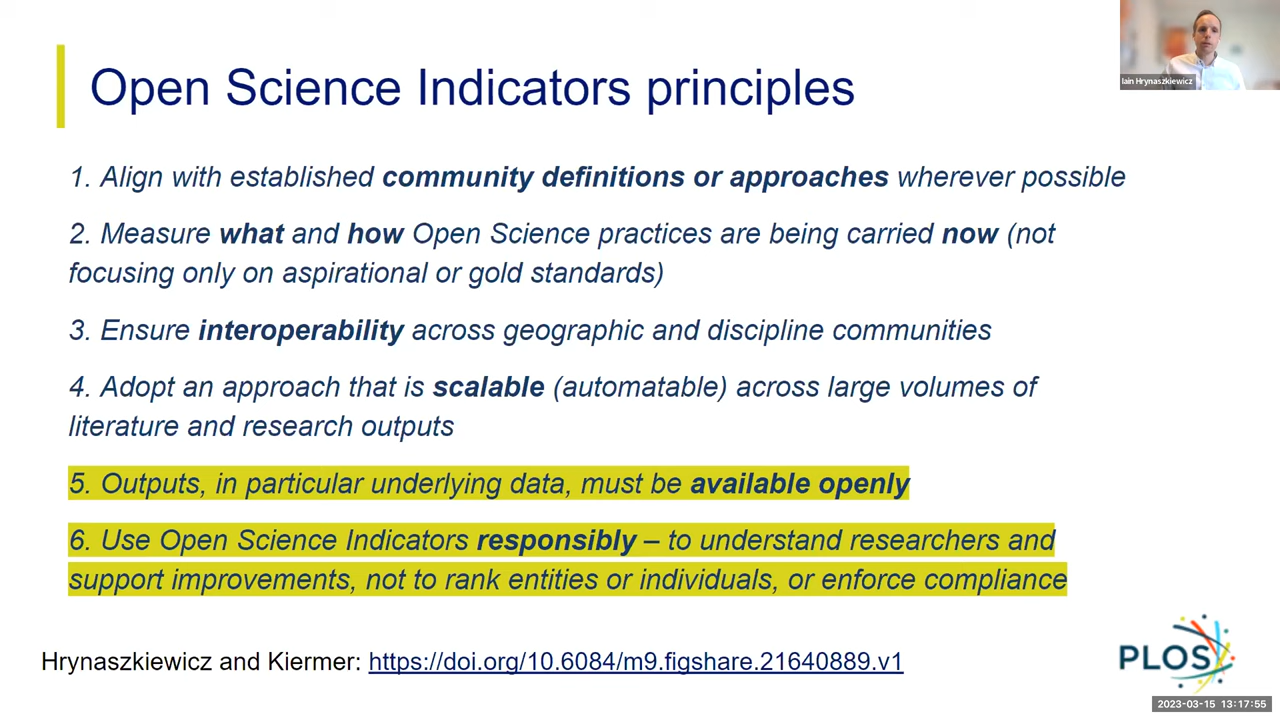 Iain Hrynaszkiewicz
Open Science Indicators principles
1. Align with established community definitions or approaches wherever possible
2. Measure what and how Open Science practices are being carried now (not
focusing only on aspirational or gold standards)
3. Ensure interoperability across geographic and discipline communities
4. Adopt an approach that is scalable (automatable) across large volumes of
literature and research outputs
5. Outputs, in particular underlying data, must be available openly
6. Use Open Science Indicators responsibly – to understand researchers and
support improvements, not to rank entities or individuals, or enforce compliance
Hrynaszkiewicz and Kiermer: https://doi.org/10.6084/m9.figshare.21640889.v1
PLOS
2023-03-15 13:17:55